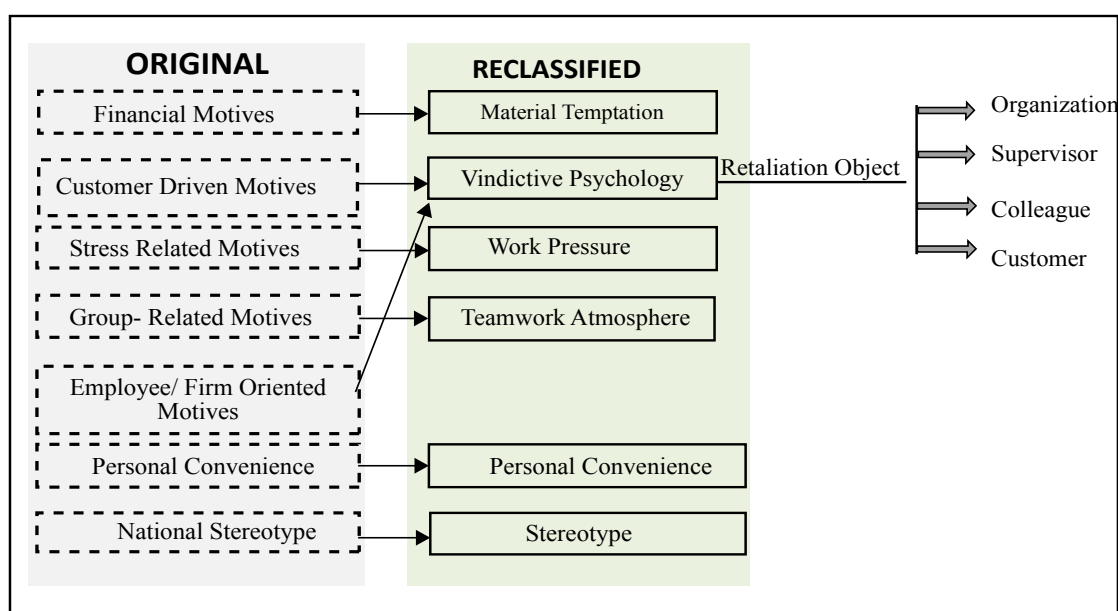 ORIGINAL
Financial Motives
Customer Driven Motives
Stress Related Motives
Group- Related Motives
Employee/ Firm Oriented
Motives
Personal Convenience
National Stereotype
RECLASSIFIED
Material Temptation
Vindictive Psychology
Work Pressure
Teamwork Atmosphere
Personal Convenience
Stereotype
Retaliation Object
Organization
Supervisor
Colleague
Customer